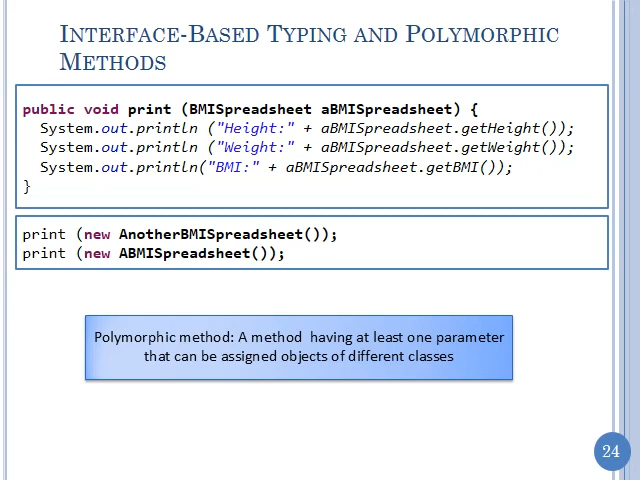 INTERFACE-BASED TYPING AND POLYMORPHIC
METHODS
public void print (BMISpreadsheet aBMISpreadsheet) {
System.out.println ("Height:" + aBMISpreadsheet.getHeight());
System.out.println ("Weight:" + aBMISpreadsheet.getWeight());
System.out.println("BMI:" + aBMISpreadsheet.getBMI());
}
print (new AnotherBMISpreadsheet());
print (new ABMISpreadsheet());
Polymorphic method: A method having at least one parameter
that can be assigned objects of different classes
24